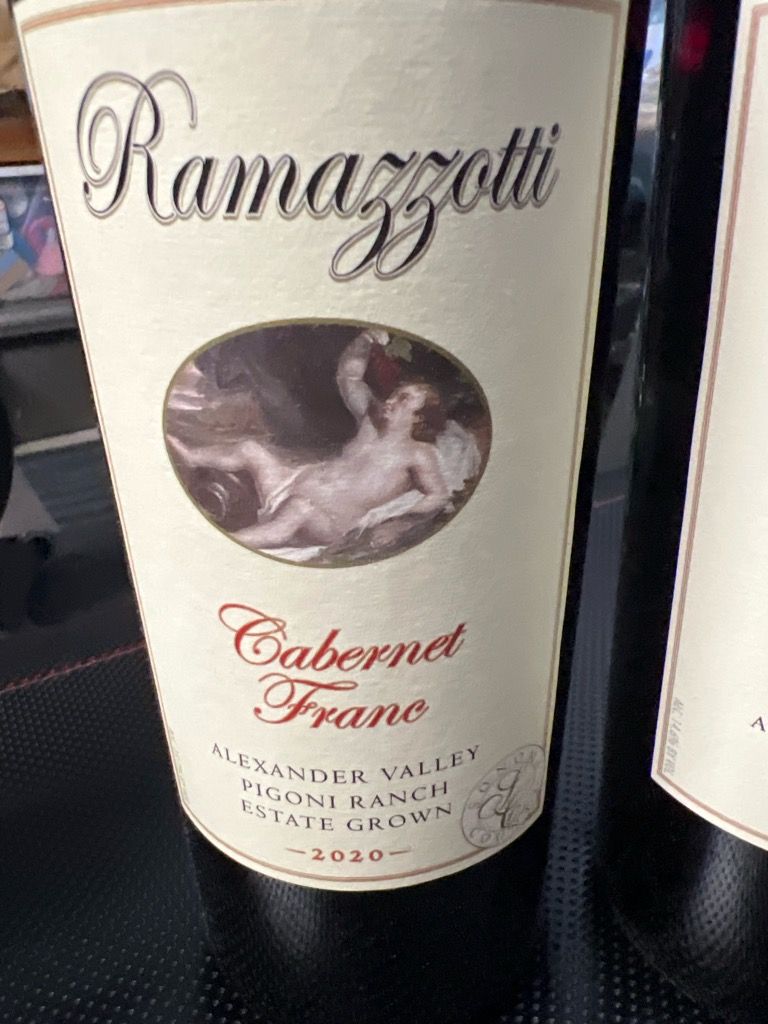 Ramazzotti
Cabernet
Franc
ALEXANDER VALLEY
PIGONI RANCH
ESTATE GROWN
—2020—
A